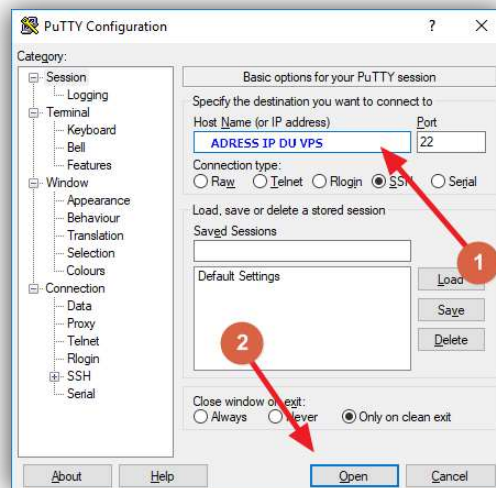 PuTTY Configuration
? X
Category:
Session
Logging
Terminal
Keyboard
Bell
Features
Window
Appearance
Behaviour
Translation
Selection
Colours
Connection
Data
Proxy
Telnet
Rlogin
SSH
Serial
Basic options for your PuTTY session
Specify the destination you want to connect to
Host Name (or IP address) Port
ADRESS IP DU VPS 22
Connection type:
Raw Telnet Rlogin SSH Serial
Load, save or delete a stored session
Saved Sessions
Default Settings
1
Load
Save
Delete
2
Close window on exit:
Always Never Only on clean exit
About Help Open Cancel